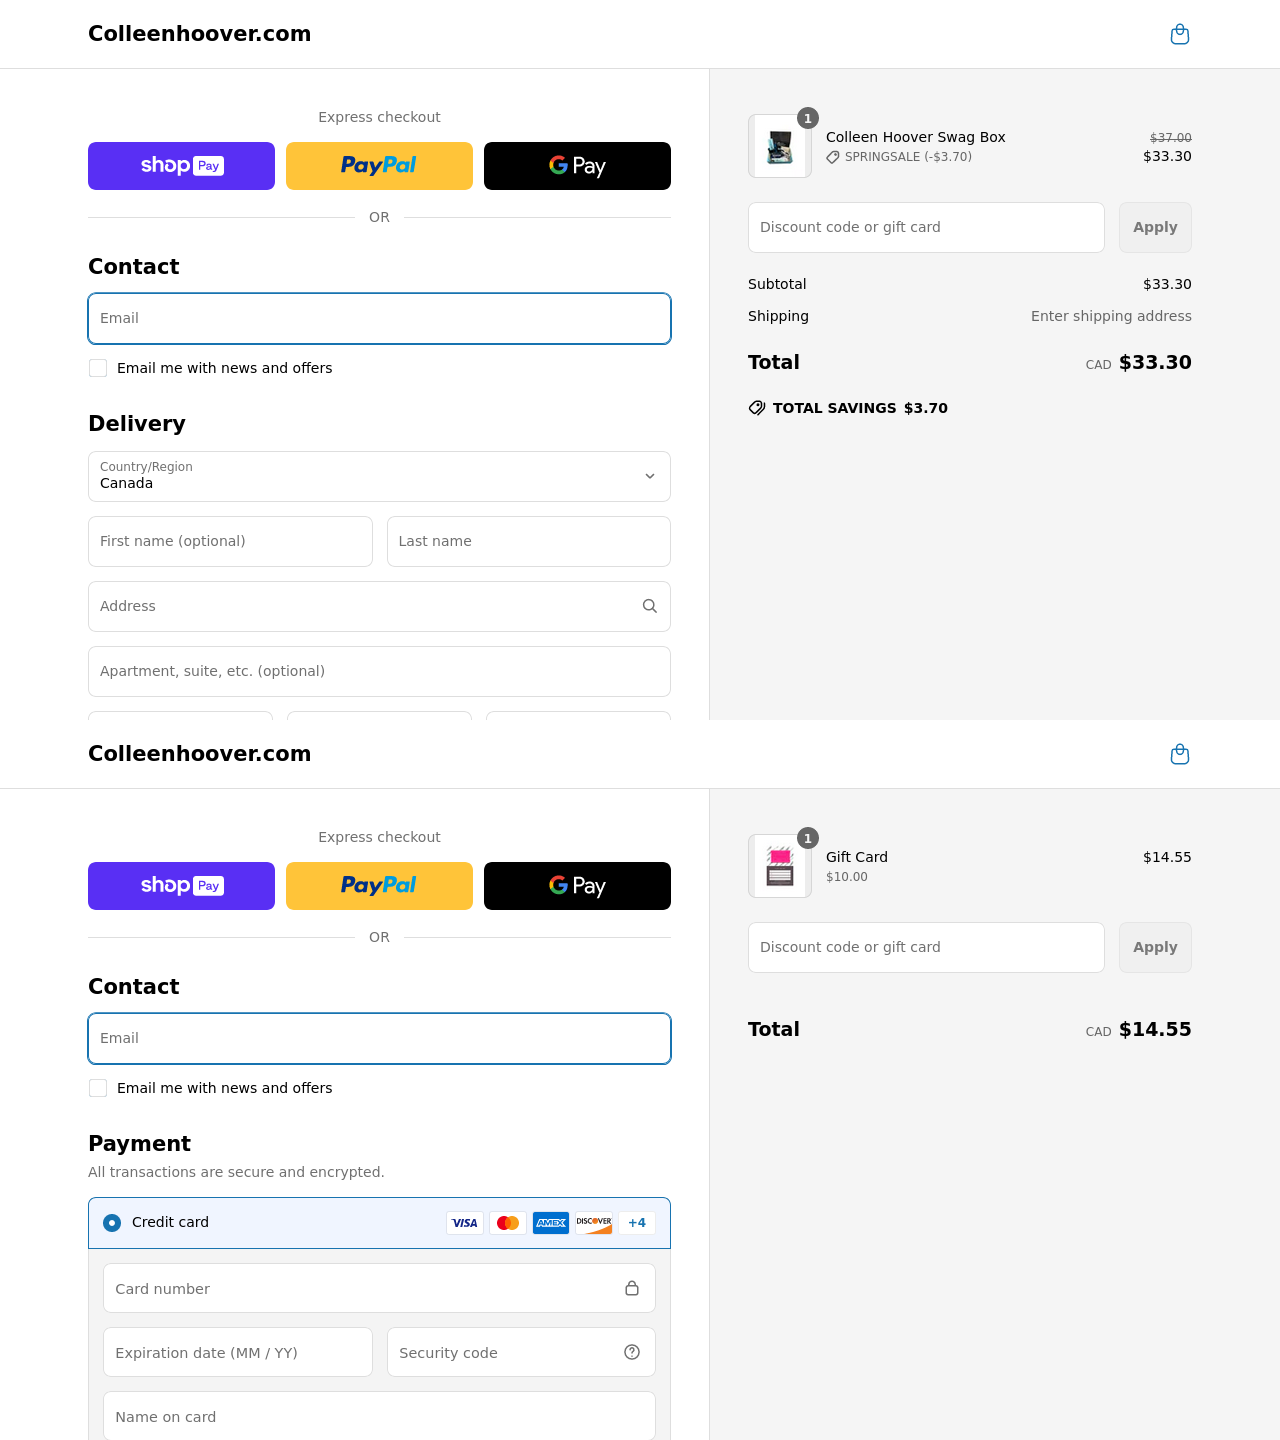 Colleenhoover.com
Express checkout
shop Pay
PayPal
G Pay
OR
Contact
Email
Email me with news and offers
Delivery
Country/Region
Canada
First name (optional)
Last name
Address
Apartment, suite, etc. (optional)
1
Colleen Hoover Swag Box
$37.00
SPRINGSALE (-$3.70)
$33.30
Discount code or gift card
Apply
Subtotal
$33.30
Shipping
Enter shipping address
Total
CAD $33.30
TOTAL SAVINGS $3.70
Colleenhoover.com
Express checkout
shop Pay
PayPal
G Pay
OR
Contact
Email
Email me with news and offers
Payment
All transactions are secure and encrypted.
Credit card
VISA
AMEX
DISCOVER
+4
Card number
Expiration date (MM / YY)
Security code
Name on card
1
Gift Card
$14.55
$10.00
Discount code or gift card
Apply
Total
CAD $14.55